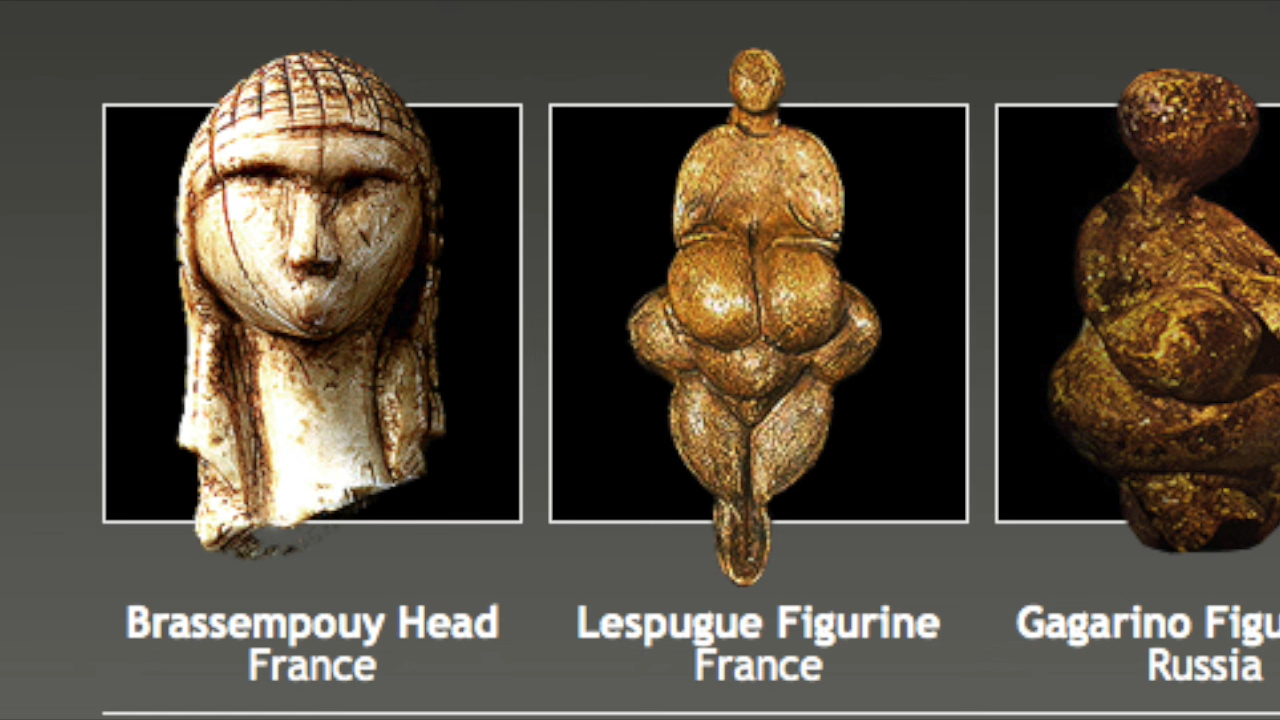 Brassempouy Head
France
Lespugue Figurine
France
Gagarino Figu
Russia